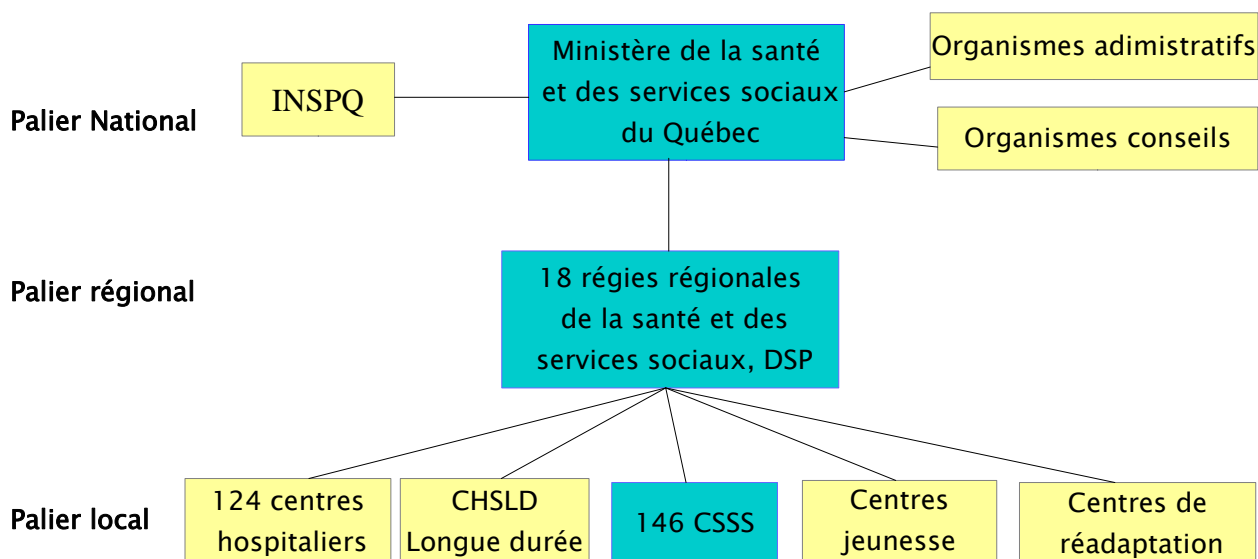 Palier National
INSPQ
Ministère de la santé
et des services sociaux
du Québec
Organismes adimistratifs
Organismes conseils
Palier régional
18 régies régionales
de la santé et des
services sociaux, DSP
Palier local
124 centres
hospitaliers
CHSLD
Longue durée
146 CSSS
Centres
jeunesse
Centres de
réadaptation